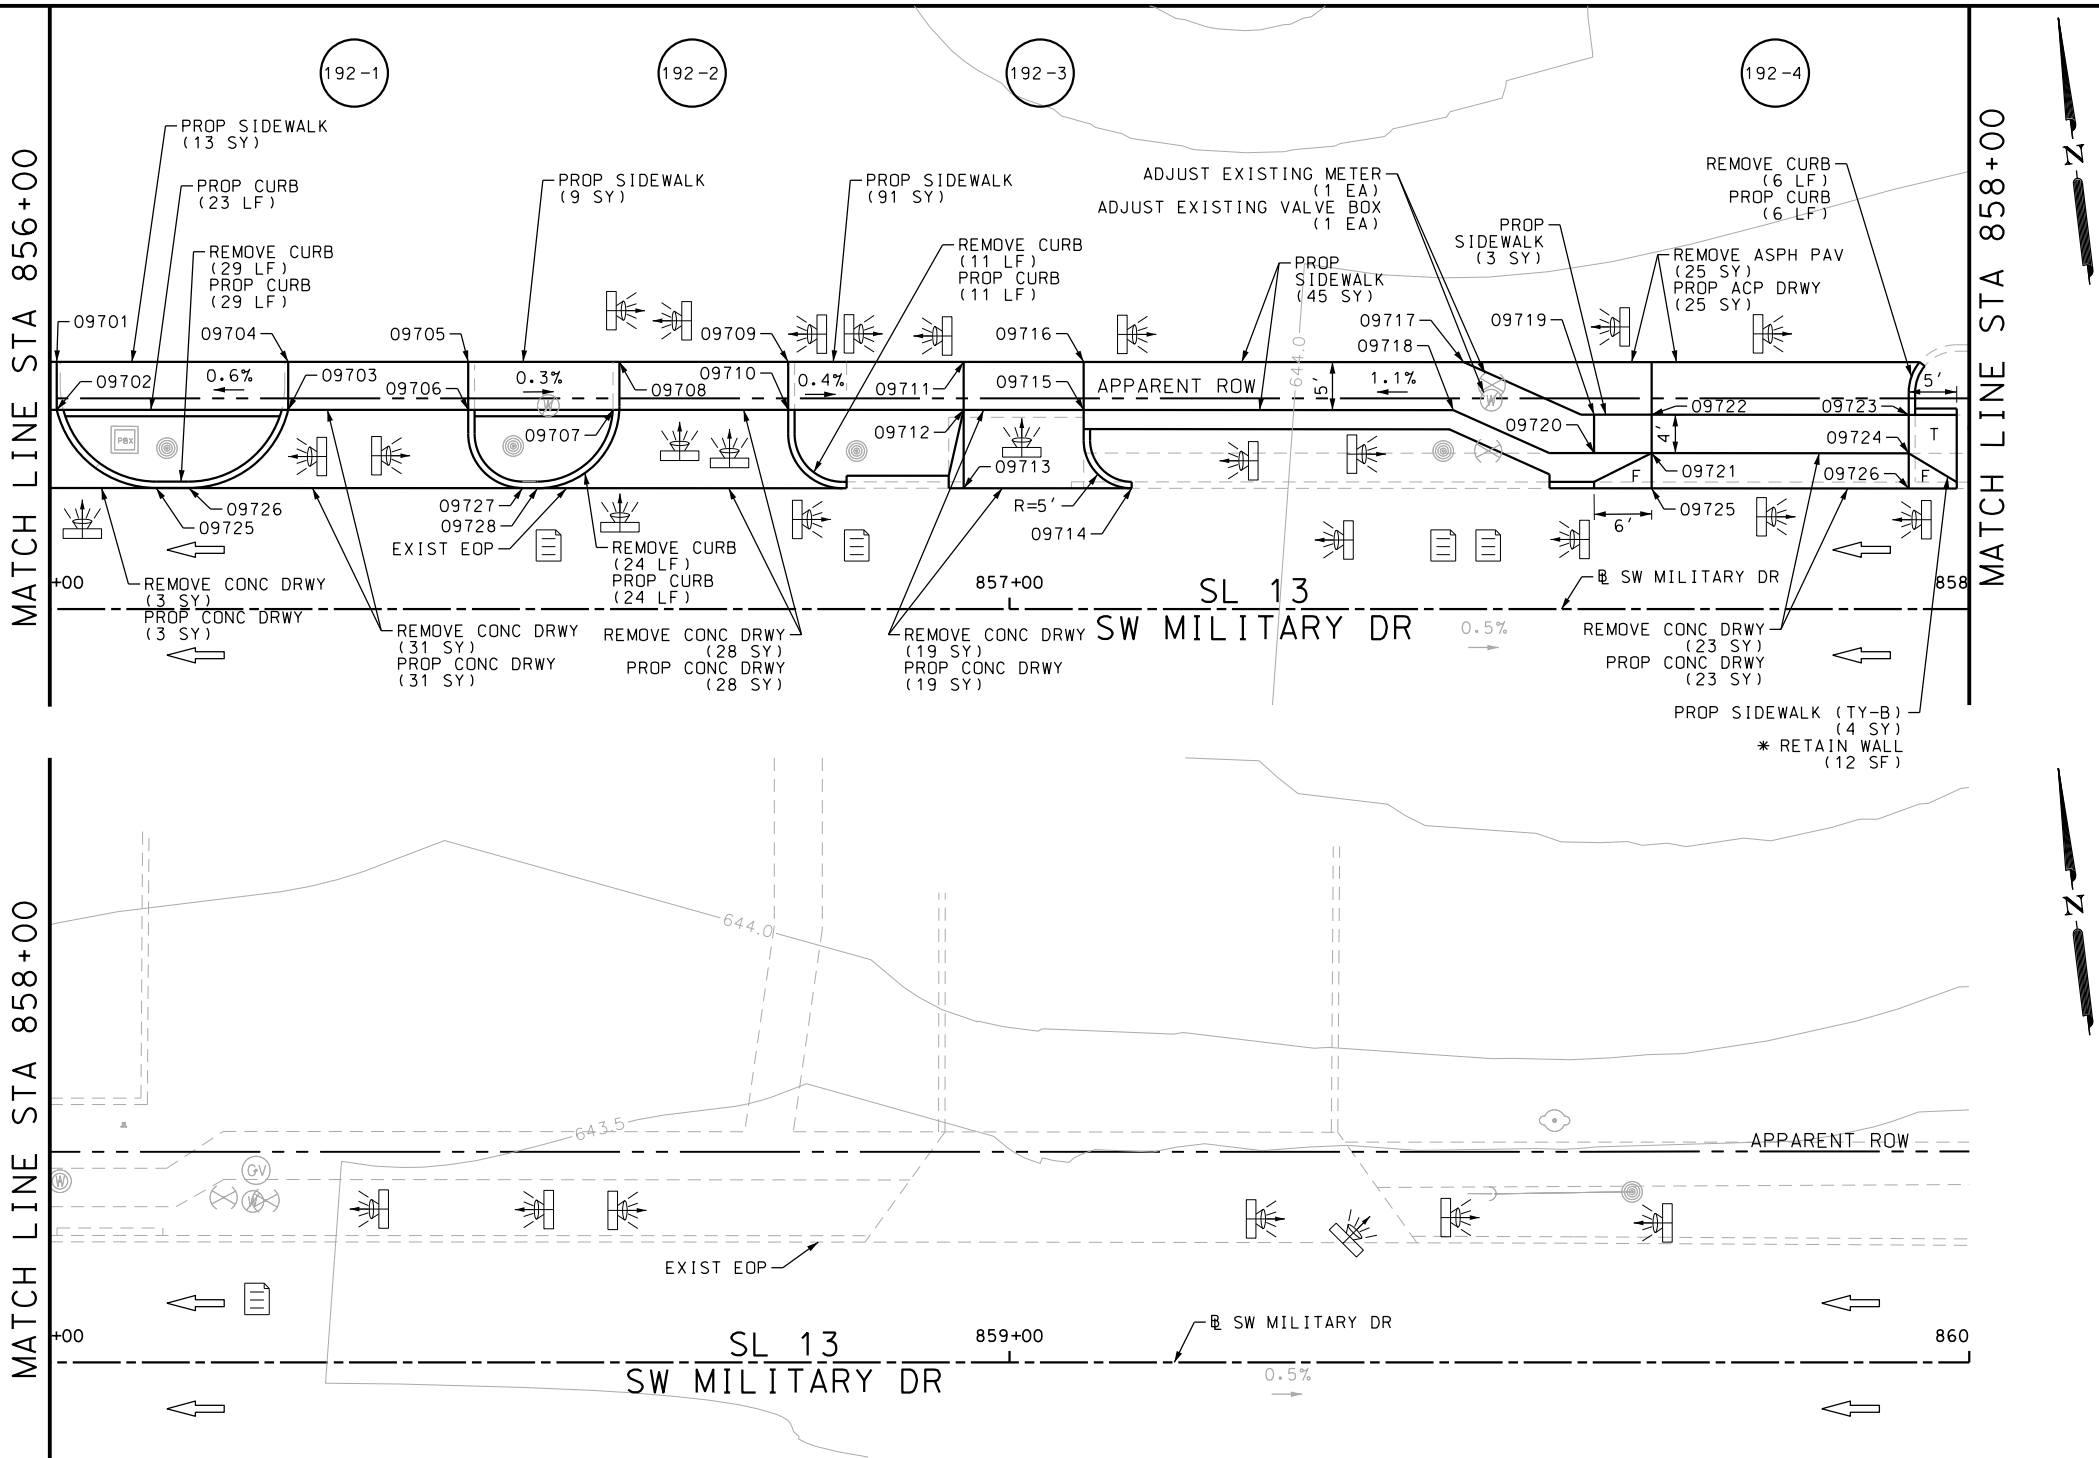 192-1
192-2
192-3
192-4
MATCH LINE STA 856+00
MATCH LINE STA 858+00
N
PROP SIDEWALK
(13 SY)
PROP CURB
(23 LF)
REMOVE CURB
(29 LF)
PROP CURB
(29 LF)
PROP SIDEWALK
(9 SY)
PROP SIDEWALK
(91 SY)
REMOVE CURB
(11 LF)
PROP CURB
(11 LF)
ADJUST EXISTING METER
(1 EA)
ADJUST EXISTING VALVE BOX
(1 EA)
PROP
SIDEWALK
(45 SY)
PROP
SIDEWALK
(3 SY)
REMOVE CURB
(6 LF)
PROP CURB
(6 LF)
REMOVE ASPH PAV
(25 SY)
PROP ACP DRWY
(25 SY)
09701
09704
09705
09709
09716
09717
09718
09719
09702
0.6%
09703
09706
0.3%
09708
09710
0.4%
09711
09715
APPARENT ROW
5'
1.1%
644.0
W
W
5'
09722
09723
PBX
09707
09712
09720
4'
09724
T
09713
F
09721
09726
F
09726
09725
09727
09728
EXIST EOP
R=5'
09714
6'
09725
REMOVE CURB
(24 LF)
PROP CURB
(24 LF)
+00
857+00
SL 13
SW MILITARY DR
0.5%
BL SW MILITARY DR
858
REMOVE CONC DRWY
(3 SY)
PROP CONC DRWY
(3 SY)
REMOVE CONC DRWY
(31 SY)
PROP CONC DRWY
(31 SY)
REMOVE CONC DRWY
(28 SY)
PROP CONC DRWY
(28 SY)
REMOVE CONC DRWY
(19 SY)
PROP CONC DRWY
(19 SY)
REMOVE CONC DRWY
(23 SY)
PROP CONC DRWY
(23 SY)
PROP SIDEWALK (TY-B)
(4 SY)
* RETAIN WALL
(12 SF)
MATCH LINE STA 858+00
N
644.0
643.5
APPARENT ROW
W
GV
W
EXIST EOP
+00
SL 13
SW MILITARY DR
859+00
BL SW MILITARY DR
0.5%
860